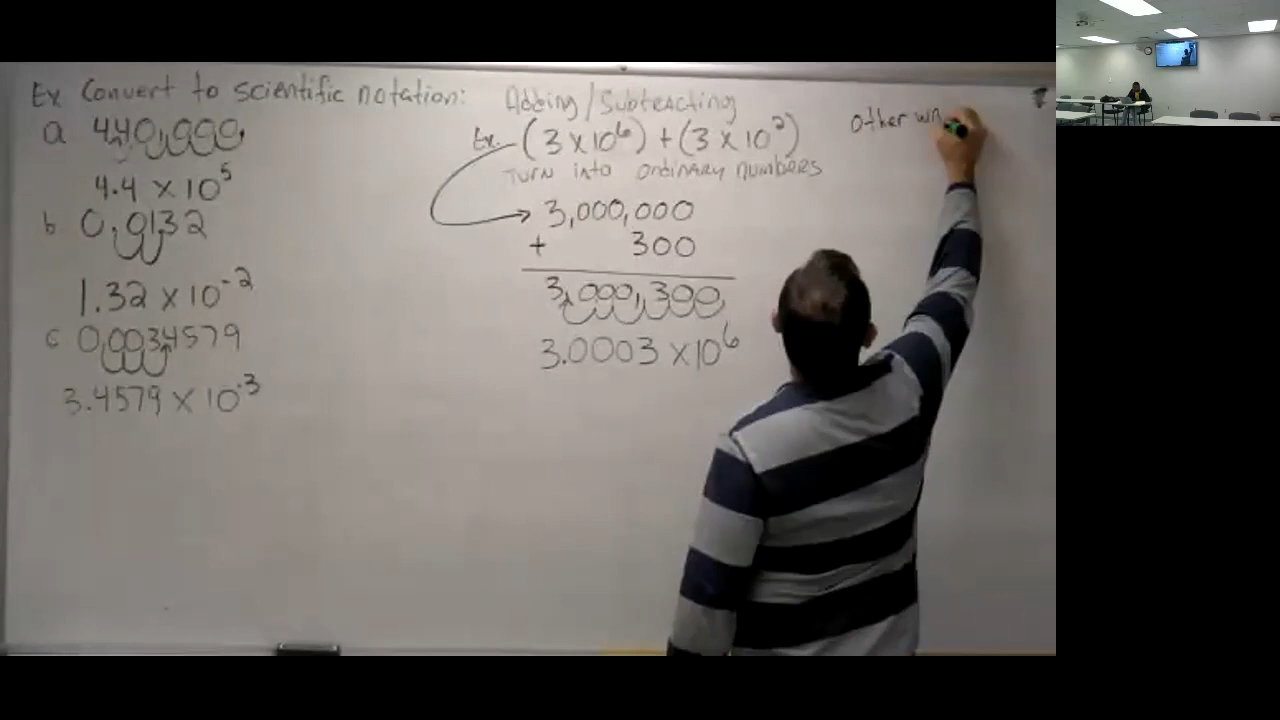 Ex Convert to scientific notation:
a 440,000,
4.4 x 10^5
b 0.0132
1.32 x 10^-2
c 0.0034579
3.4579 x 10^-3
Adding/Subtracting
Ex. (3 x 10^6) + (3 x 10^2)
Turn into ordinary numbers
3,000,000
+ 300
3,000,300
3.0003 x 10^6
Other